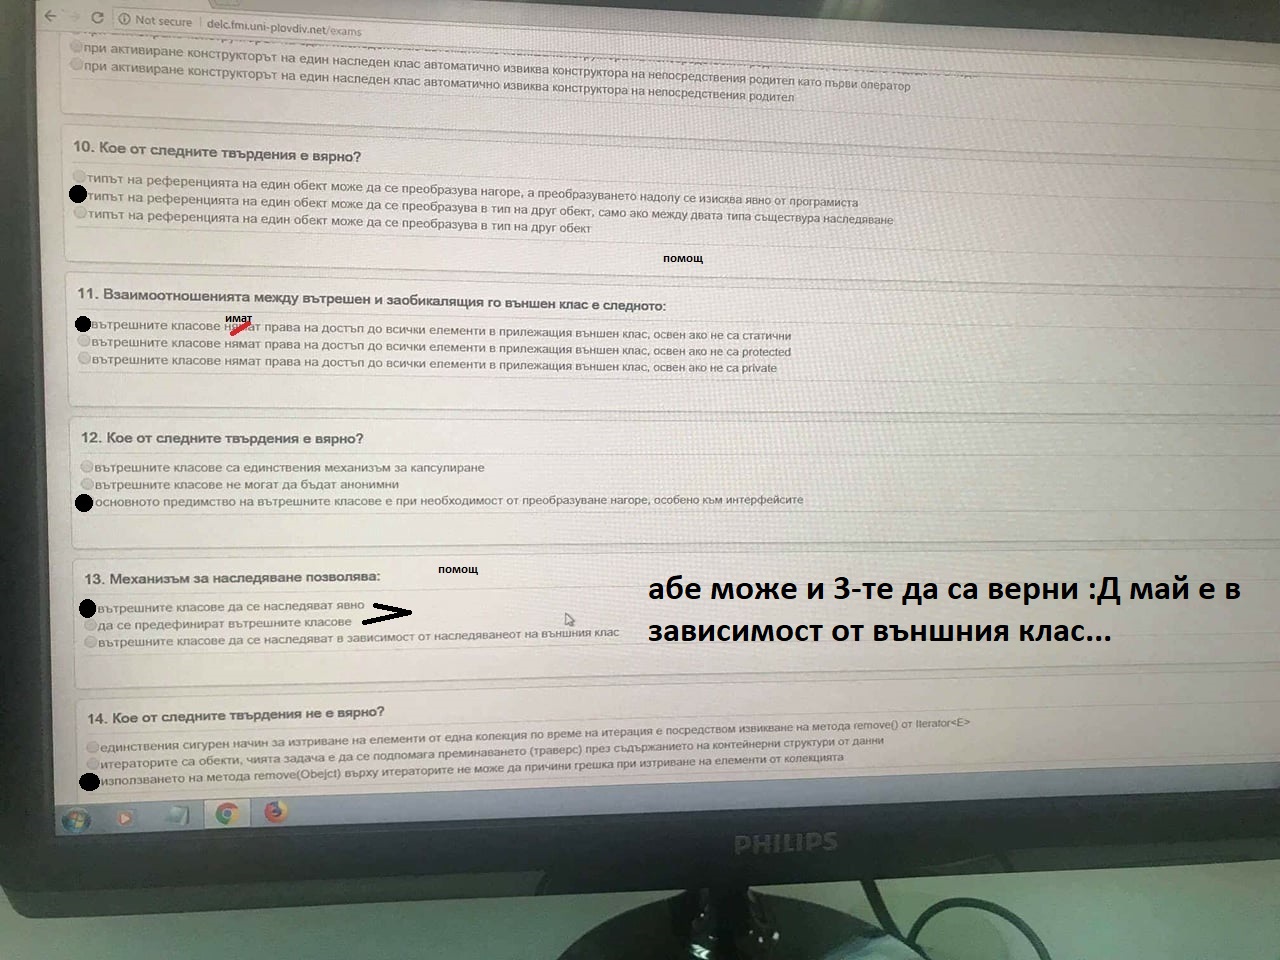 Not secure | delc.fmi.uni-plovdiv.net/exams
при активиране конструкторът на един наследен клас автоматично извиква конструктора на непосредствения родител като първи оператор
при активиране конструкторът на един наследен клас автоматично извиква конструктора на непосредствения родител
10. Кое от следните твърдения е вярно?
типът на референцията на един обект може да се преобразува нагоре, а преобразуването надолу се изисква явно от програмиста
типът на референцията на един обект може да се преобразува в тип на друг обект, само ако между двата типа съществува наследяване
типът на референцията на един обект може да се преобразува в тип на друг обект
помощ
11. Взаимоотношенията между вътрешен и заобикалящия го външен клас е следното:
имат
вътрешните класове нямат права на достъп до всички елементи в прилежащия външен клас, освен ако не са статични
вътрешните класове нямат права на достъп до всички елементи в прилежащия външен клас, освен ако не са protected
вътрешните класове нямат права на достъп до всички елементи в прилежащия външен клас, освен ако не са private
12. Кое от следните твърдения е вярно?
вътрешните класове са единствения механизъм за капсулиране
вътрешните класове не могат да бъдат анонимни
основното предимство на вътрешните класове е при необходимост от преобразуване нагоре, особено към интерфейсите
13. Механизъм за наследяване позволява:
помощ
вътрешните класове да се наследяват явно
да се предефинират вътрешните класове
вътрешните класове да се наследяват в зависимост от наследяванеот на външния клас
абе може и 3-те да са верни :Д май е в
зависимост от външния клас...
14. Кое от следните твърдения не е вярно?
единствения сигурен начин за изтриване на елементи от една колекция по време на итерация е посредством извикване на метода remove() от Iterator<E>
итераторите са обекти, чиято задача е да се подпомага преминаването (траверс) през съдържанието на контейнерни структури от данни
използването на метода remove(Obejct) върху итераторите не може да причини грешка при изтриване на елементи от колекцията
PHILIPS